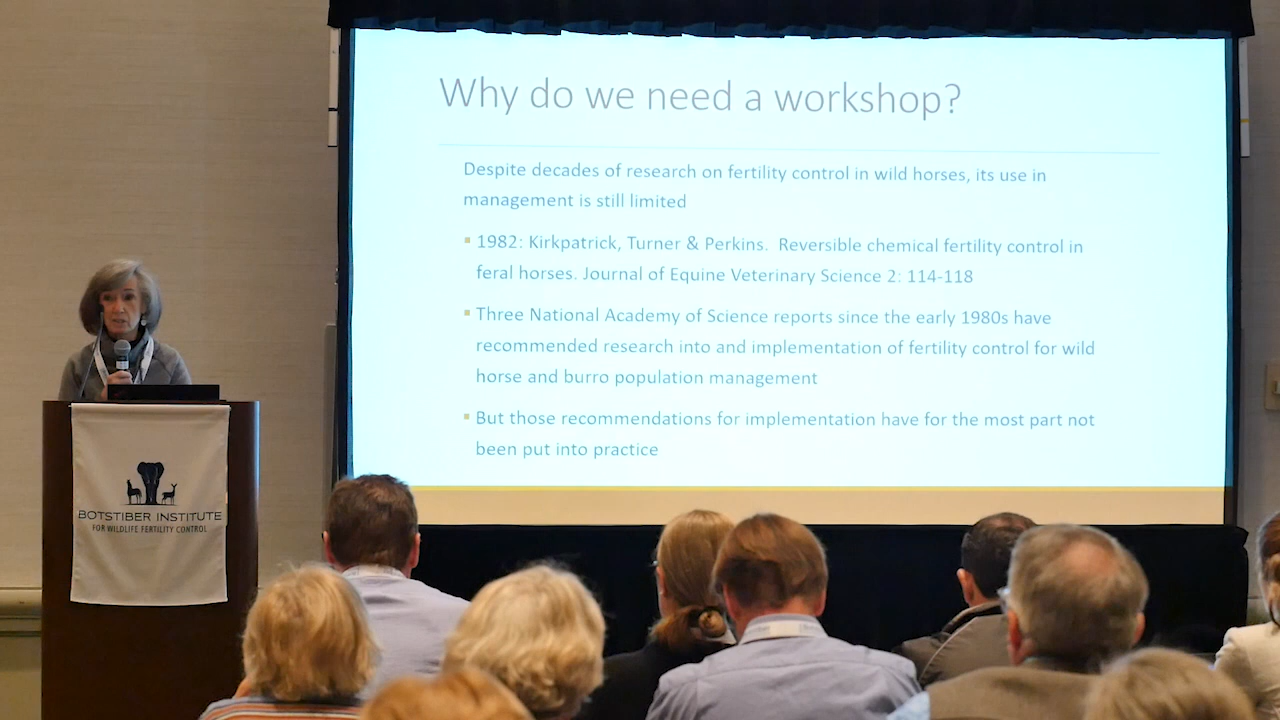 Why do we need a workshop?
Despite decades of research on fertility control in wild horses, its use in
management is still limited
▪ 1982: Kirkpatrick, Turner & Perkins. Reversible chemical fertility control in
feral horses. Journal of Equine Veterinary Science 2: 114-118
▪ Three National Academy of Science reports since the early 1980s have
recommended research into and implementation of fertility control for wild
horse and burro population management
▪ But those recommendations for implementation have for the most part not
been put into practice
BOTSTIBER INSTITUTE
FOR WILDLIFE FERTILITY CONTROL